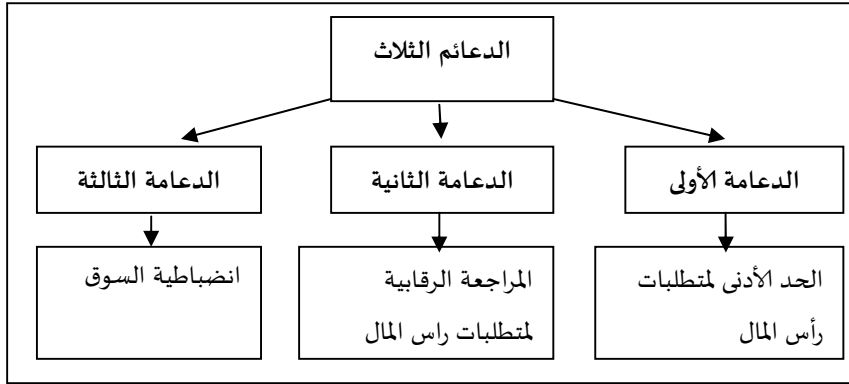 الدعائم الثلاث
الدعامة الأولى
الدعامة الثانية
الدعامة الثالثة
الحد الأدنى لمتطلبات
رأس المال
المراجعة الرقابية
لمتطلبات راس المال
انضباطية السوق